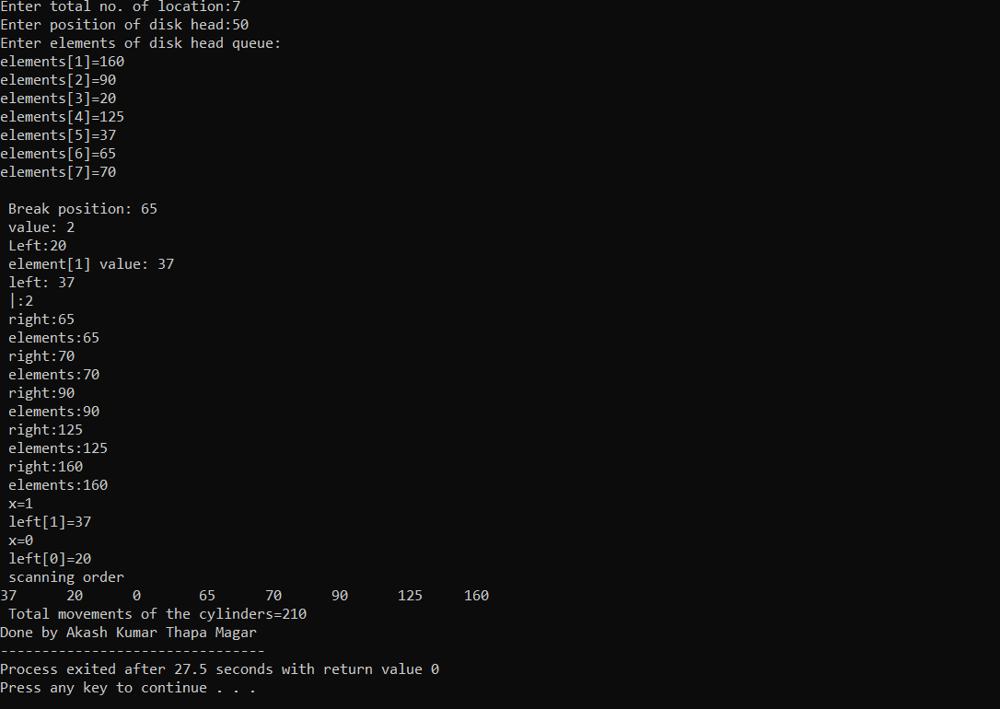 Enter total no. of location:7
Enter position of disk head:50
Enter elements of disk head queue:
elements[1]=160
elements[2]=90
elements[3]=20
elements[4]=125
elements[5]=37
elements[6]=65
elements[7]=70
Break position: 65
value: 2
Left:20
element[1] value: 37
left: 37
|:2
right:65
elements:65
right:70
elements:70
right:90
elements:90
right:125
elements:125
right:160
elements:160
x=1
left[1]=37
x=0
left[0]=20
scanning order
37 20 0 65 70 90 125 160
Total movements of the cylinders=210
Done by Akash Kumar Thapa Magar
--------------------------------
Process exited after 27.5 seconds with return value 0
Press any key to continue . . .